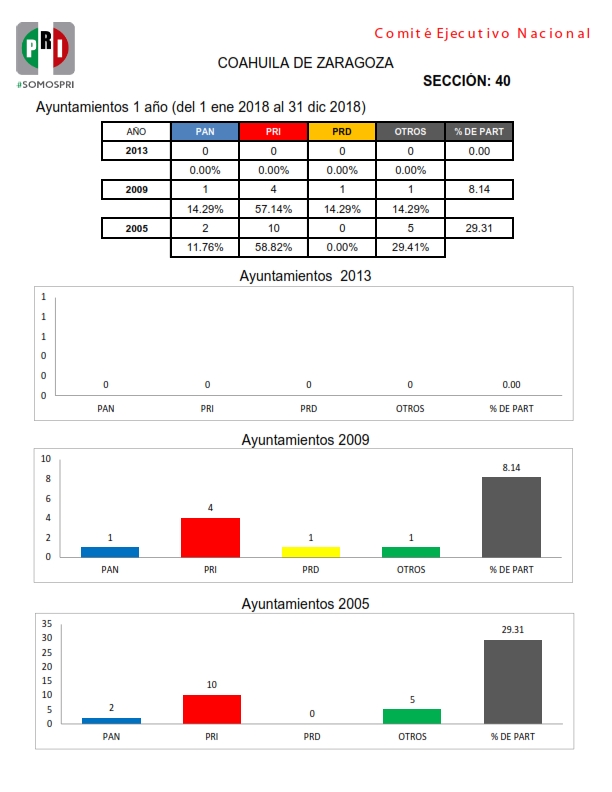 Comité Ejecutivo Nacional
PRI
#SOMOSPRI
COAHUILA DE ZARAGOZA
SECCIÓN: 40
Ayuntamientos 1 año (del 1 ene 2018 al 31 dic 2018)
AÑO PAN PRI PRD OTROS % DE PART
2013 0 0 0 0 0.00
0.00% 0.00% 0.00% 0.00%
2009 1 4 1 1 8.14
14.29% 57.14% 14.29% 14.29%
2005 2 10 0 5 29.31
11.76% 58.82% 0.00% 29.41%
Ayuntamientos 2013
1
1
1
0
0
0
0 0 0 0 0.00
PAN PRI PRD OTROS % DE PART
Ayuntamientos 2009
10
8
6
4
2
0
1 4 1 1 8.14
PAN PRI PRD OTROS % DE PART
Ayuntamientos 2005
35
30
25
20
15
10
5
0
2 10 0 5 29.31
PAN PRI PRD OTROS % DE PART